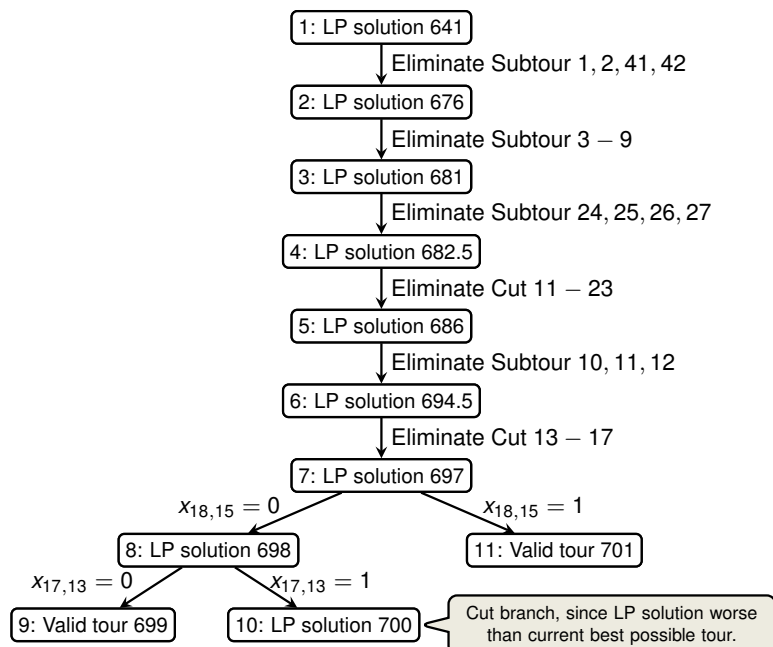 1: LP solution 641
Eliminate Subtour 1, 2, 41, 42
2: LP solution 676
Eliminate Subtour 3 – 9
3: LP solution 681
Eliminate Subtour 24, 25, 26, 27
4: LP solution 682.5
Eliminate Cut 11 – 23
5: LP solution 686
Eliminate Subtour 10, 11, 12
6: LP solution 694.5
Eliminate Cut 13 – 17
7: LP solution 697
x18,15 = 0
x18,15 = 1
8: LP solution 698
11: Valid tour 701
x17,13 = 0
x17,13 = 1
9: Valid tour 699
10: LP solution 700
Cut branch, since LP solution worse
than current best possible tour.